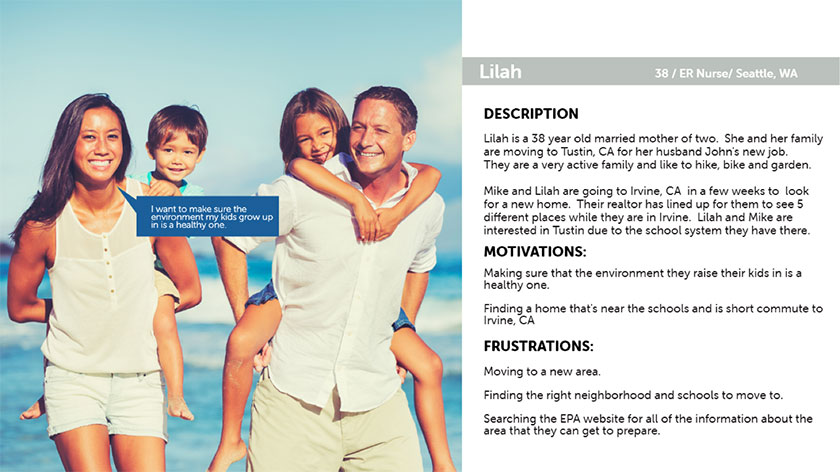 I want to make sure the
environment my kids grow up
in is a healthy one.
Lilah
38 / ER Nurse/ Seattle, WA
DESCRIPTION
Lilah is a 38 year old married mother of two. She and her family
are moving to Tustin, CA for her husband John's new job.
They are a very active family and like to hike, bike and garden.
Mike and Lilah are going to Irvine, CA in a few weeks to look
for a new home. Their realtor has lined up for them to see 5
different places while they are in Irvine. Lilah and Mike are
interested in Tustin due to the school system they have there.
MOTIVATIONS:
Making sure that the environment they raise their kids in is a
healthy one.
Finding a home that's near the schools and is short commute to
Irvine, CA
FRUSTRATIONS:
Moving to a new area.
Finding the right neighborhood and schools to move to.
Searching the EPA website for all of the information about the
area that they can get to prepare.